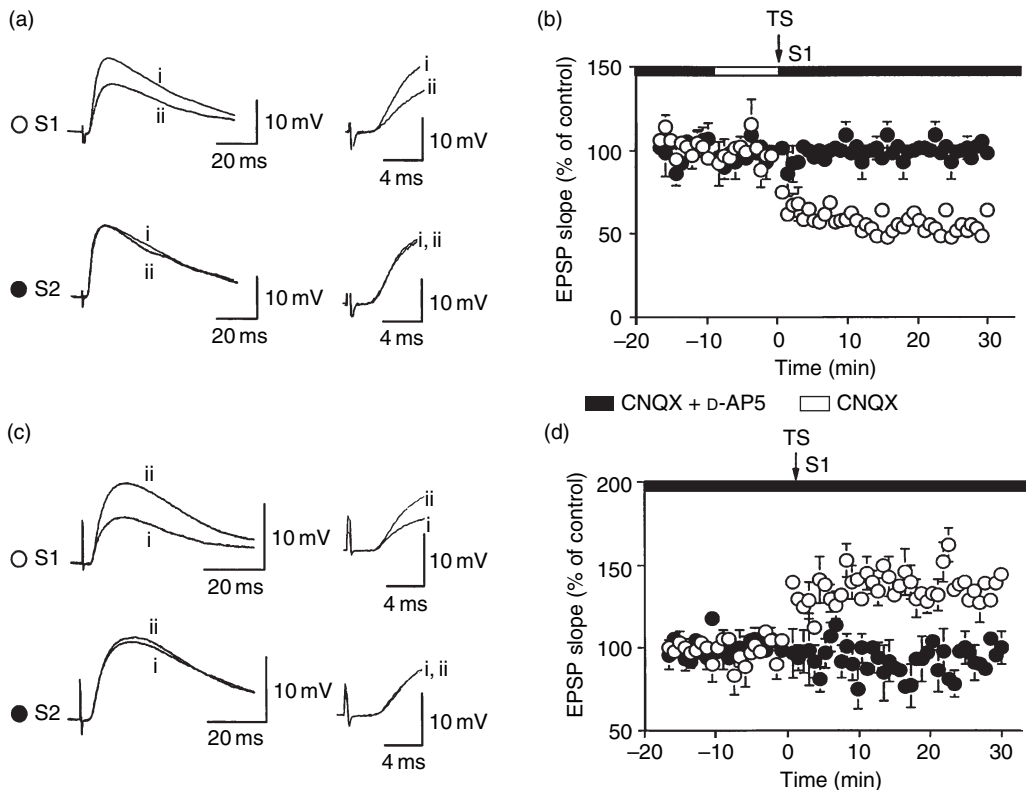 (a)
S1
i
ii
10 mV
20 ms
i
ii
10 mV
4 ms
S2
i
ii
10 mV
20 ms
i, ii
10 mV
4 ms
(b)
TS
S1
EPSP slope (% of control)
150
100
50
0
−20
−10
0
10
20
30
Time (min)
CNQX + D-AP5
CNQX
(c)
S1
ii
i
10 mV
20 ms
ii
i
10 mV
4 ms
S2
ii
i
10 mV
20 ms
i, ii
10 mV
4 ms
(d)
TS
S1
EPSP slope (% of control)
200
150
100
50
−20
−10
0
10
20
30
Time (min)